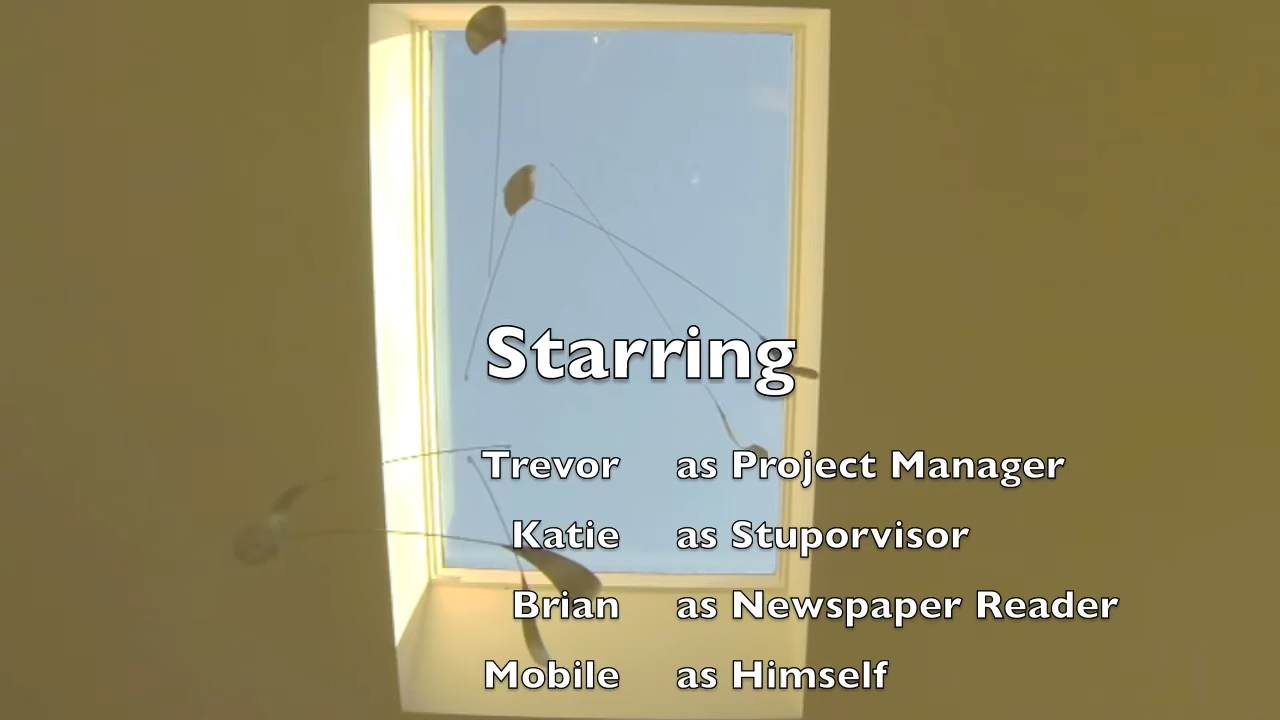 Starring
Trevor as Project Manager
Katie as Stuporvisor
Brian as Newspaper Reader
Mobile as Himself